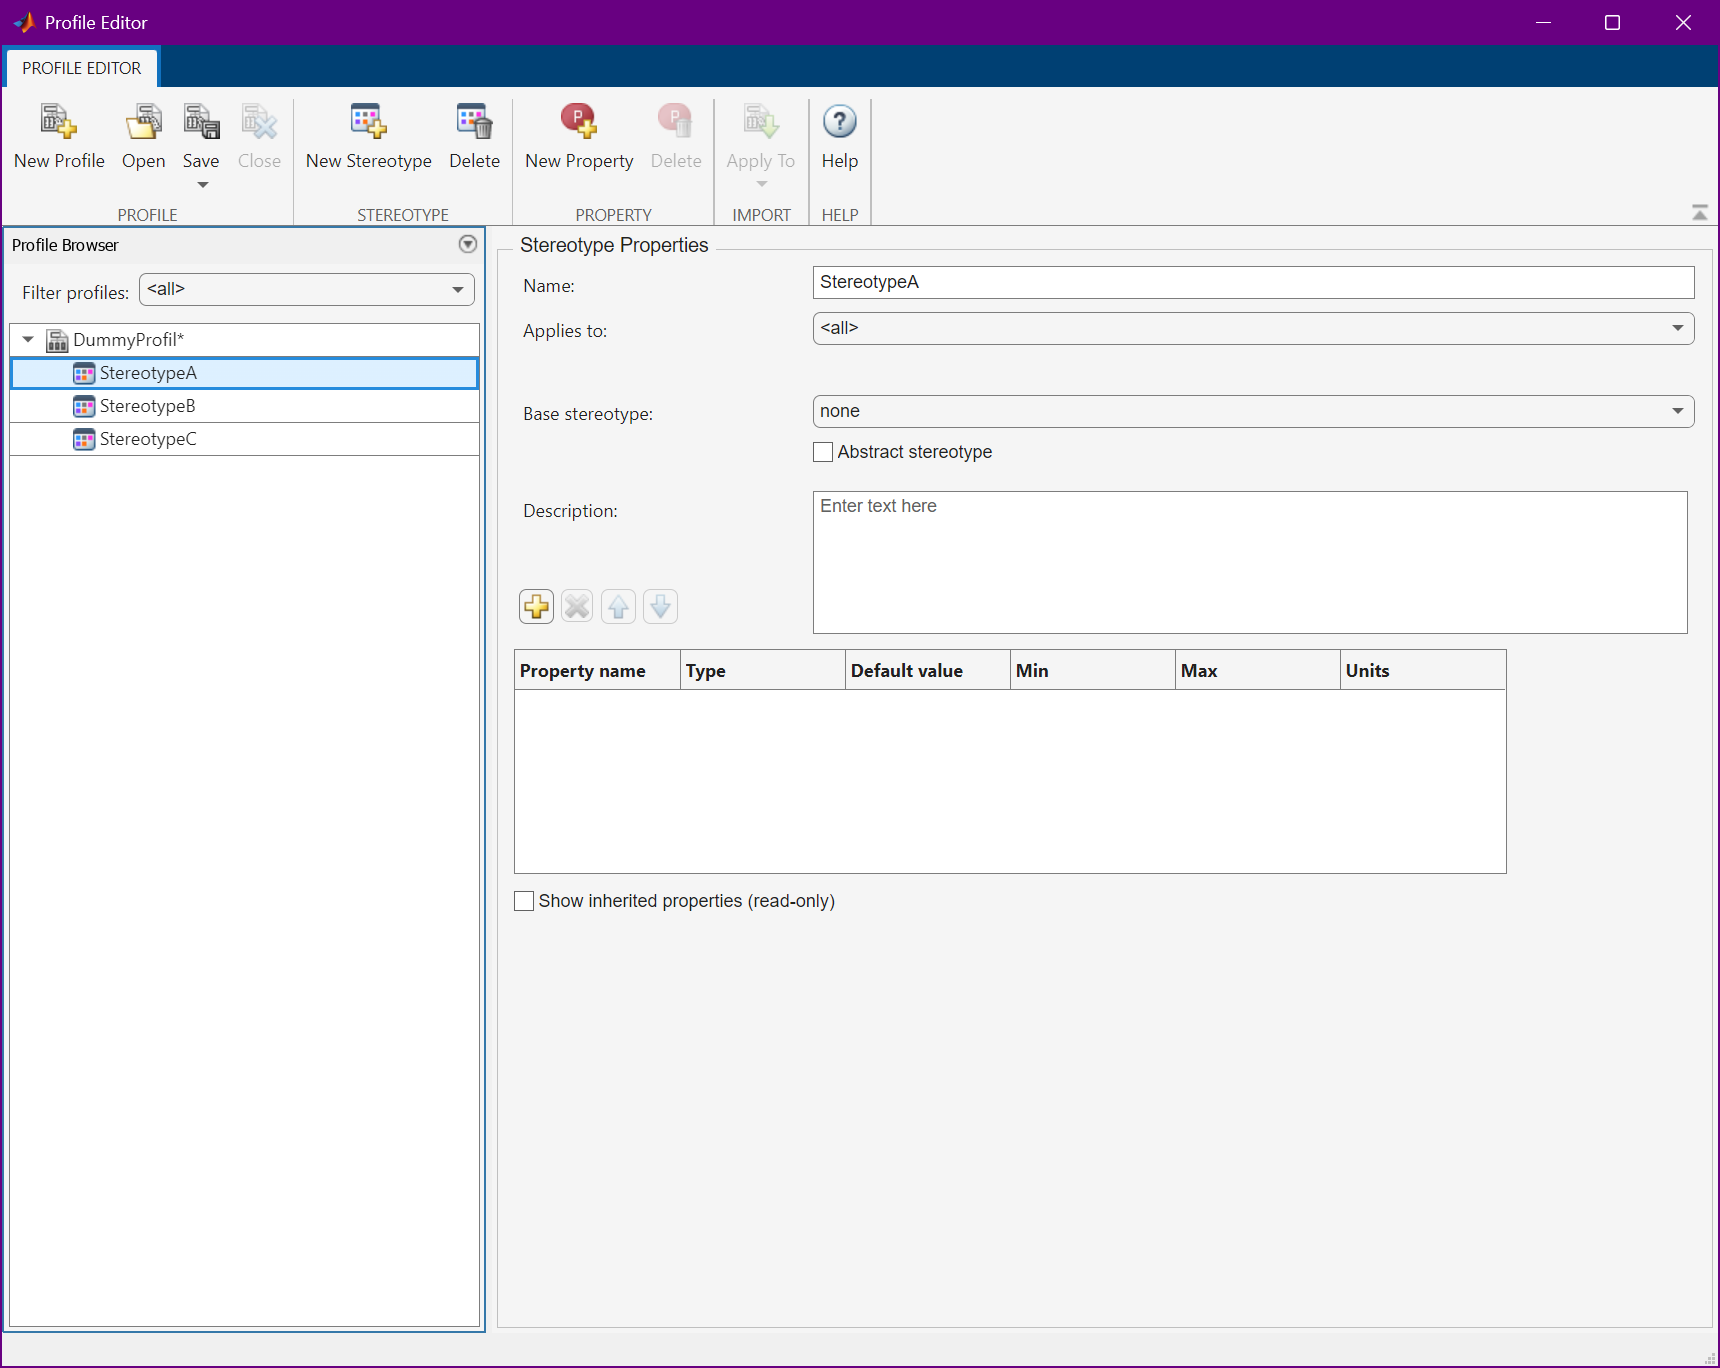 Profile Editor
PROFILE EDITOR
New Profile Open Save Close New Stereotype Delete New Property Delete Apply To Help
PROFILE STEREOTYPE PROPERTY IMPORT HELP
Profile Browser
Filter profiles: <all>
DummyProfil*
StereotypeA
StereotypeB
StereotypeC
Stereotype Properties
Name: StereotypeA
Applies to: <all>
Base stereotype: none
Abstract stereotype
Description: Enter text here
Property name Type Default value Min Max Units
Show inherited properties (read-only)